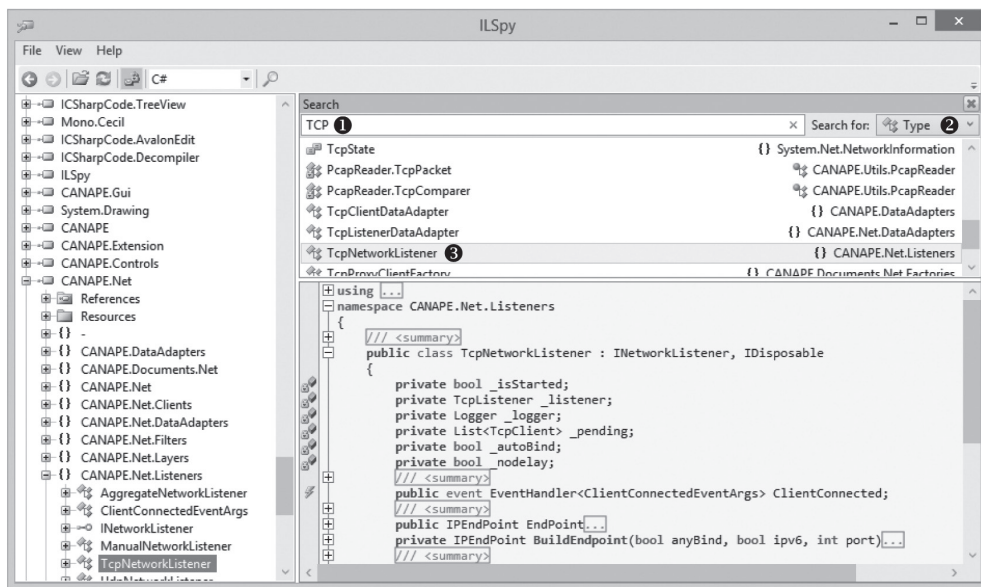 ILSpy
File View Help
C#
ICSharpCode.TreeView
Mono.Cecil
ICSharpCode.AvalonEdit
ICSharpCode.Decompiler
ILSpy
CANAPE.Gui
System.Drawing
CANAPE
CANAPE.Extension
CANAPE.Controls
CANAPE.Net
References
Resources
{} -
{} CANAPE.DataAdapters
{} CANAPE.Documents.Net
{} CANAPE.Net
{} CANAPE.Net.Clients
{} CANAPE.Net.DataAdapters
{} CANAPE.Net.Filters
{} CANAPE.Net.Layers
{} CANAPE.Net.Listeners
AggregateNetworkListener
ClientConnectedEventArgs
INetworkListener
ManualNetworkListener
TcpNetworkListener
UdpNetworkListener
Search
TCP ❶ Search for: Type ❷
TcpState {} System.Net.NetworkInformation
PcapReader.TcpPacket CANAPE.Utils.PcapReader
PcapReader.TcpComparer CANAPE.Utils.PcapReader
TcpClientDataAdapter {} CANAPE.DataAdapters
TcpListenerDataAdapter {} CANAPE.Net.DataAdapters
TcpNetworkListener ❸ {} CANAPE.Net.Listeners
TcpProxyClientFactory {} CANAPE.Documents.Net.Factories
using ...
namespace CANAPE.Net.Listeners
{
/// <summary>
public class TcpNetworkListener : INetworkListener, IDisposable
{
private bool _isStarted;
private TcpListener _listener;
private Logger _logger;
private List<TcpClient> _pending;
private bool _autoBind;
private bool _nodelay;
/// <summary>
public event EventHandler<ClientConnectedEventArgs> ClientConnected;
/// <summary>
public IPEndPoint EndPoint...
private IPEndPoint BuildEndpoint(bool anyBind, bool ipv6, int port)...
/// <summary>